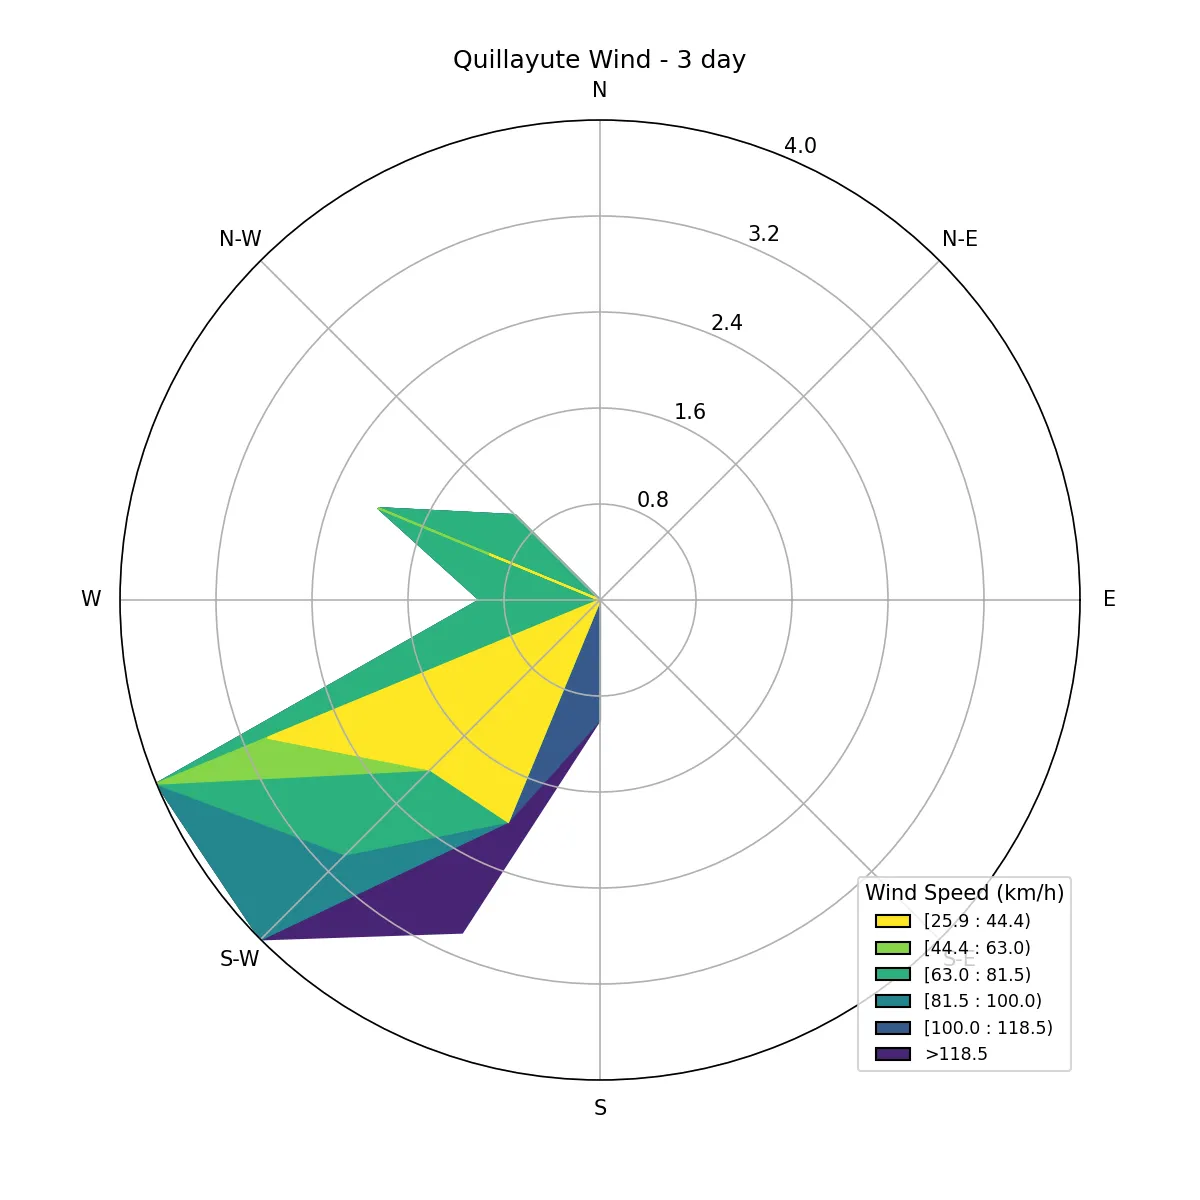 Quillayute Wind - 3 day
N
4.0
N-W
N-E
3.2
2.4
1.6
0.8
W
E
S-W
S-E
Wind Speed (km/h)
[25.9 : 44.4)
[44.4 : 63.0)
[63.0 : 81.5)
[81.5 : 100.0)
[100.0 : 118.5)
>118.5
S